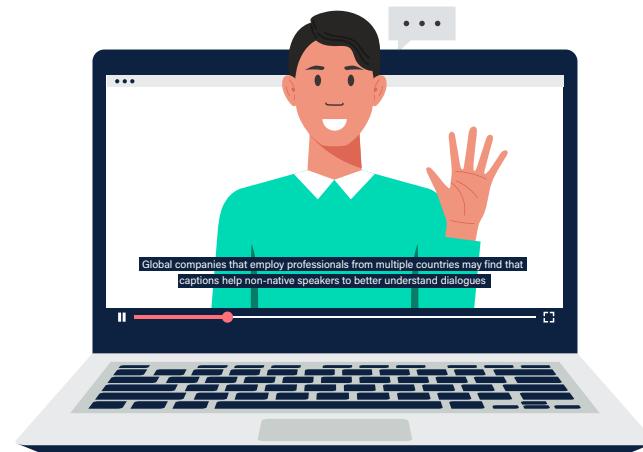 Global companies that employ professionals from multiple countries may find that
captions help non-native speakers to better understand dialogues